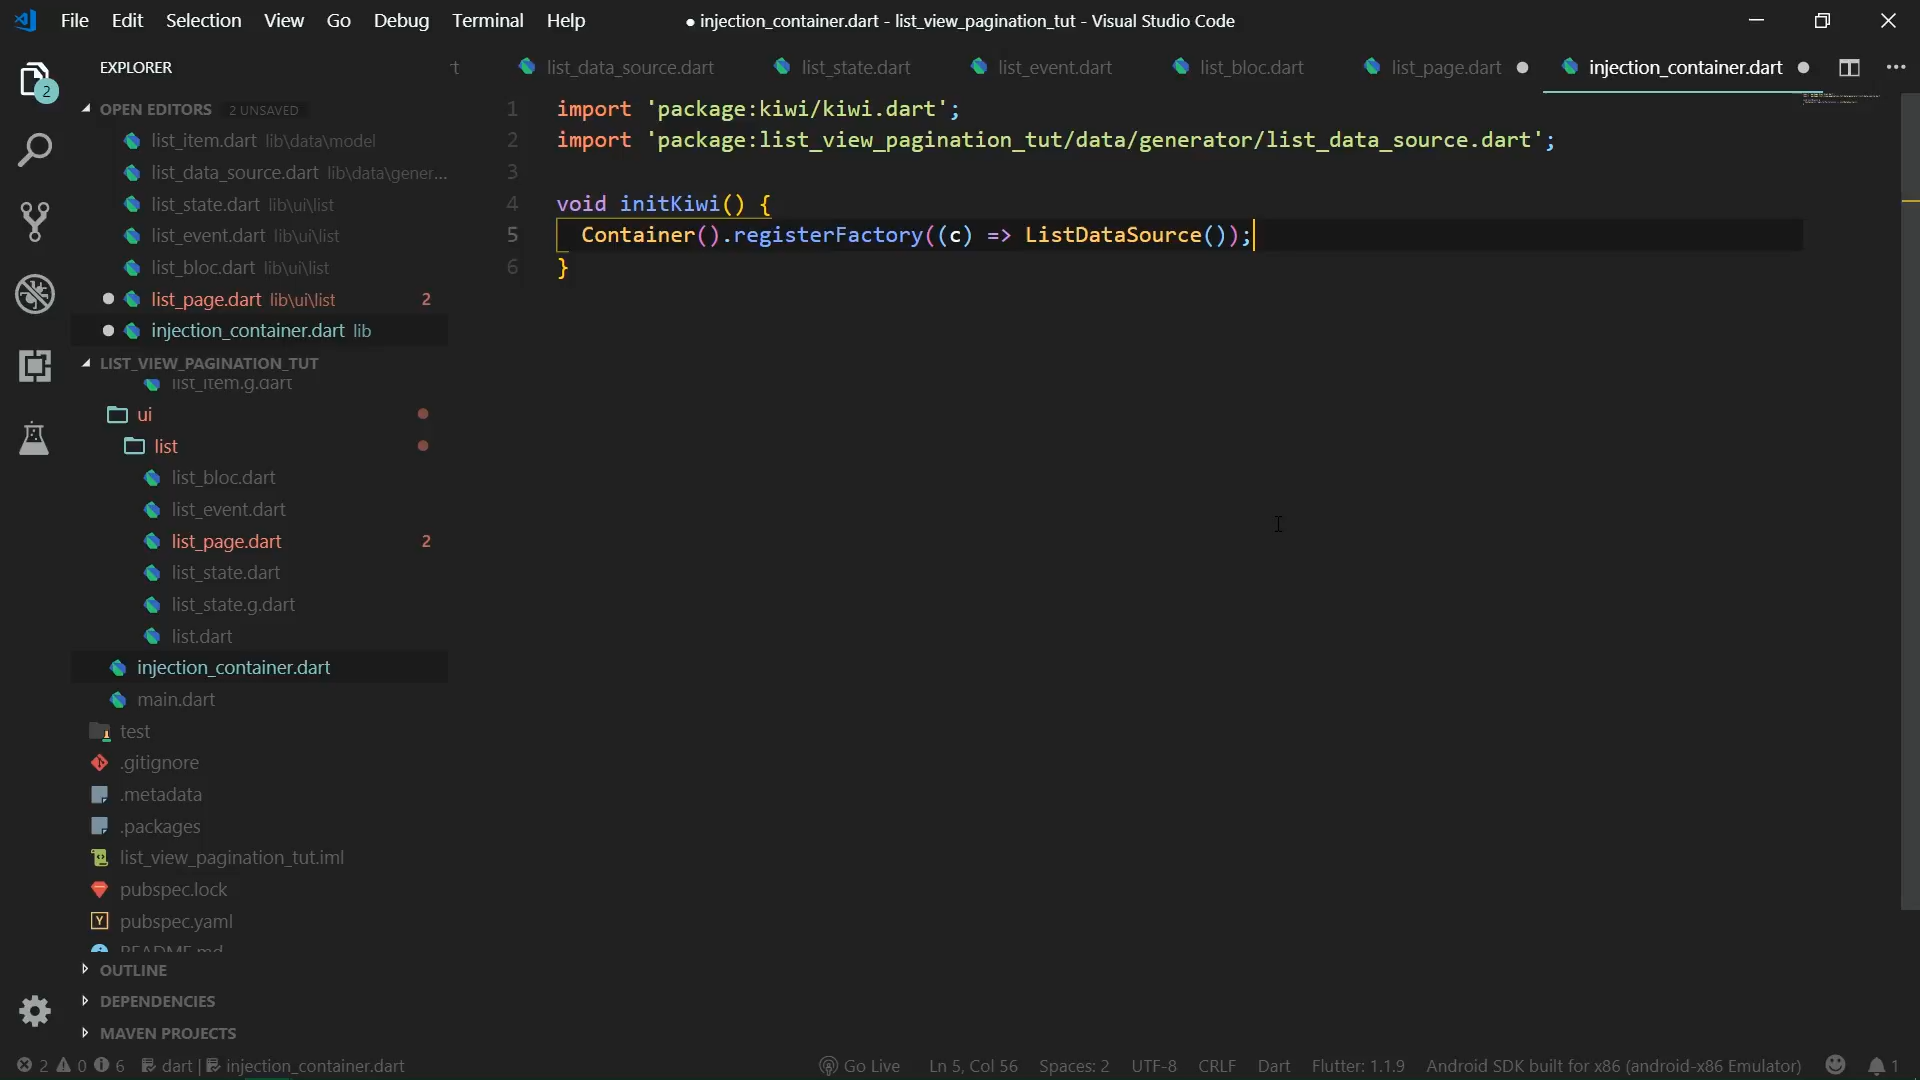 File Edit Selection View Go Debug Terminal Help
● injection_container.dart - list_view_pagination_tut - Visual Studio Code
2
EXPLORER
OPEN EDITORS 2 UNSAVED
list_item.dart lib\data\model
list_data_source.dart lib\data\gener...
list_state.dart lib\ui\list
list_event.dart lib\ui\list
list_bloc.dart lib\ui\list
list_page.dart lib\ui\list 2
injection_container.dart lib
LIST_VIEW_PAGINATION_TUT
list_item.g.dart
ui
list
list_bloc.dart
list_event.dart
list_page.dart 2
list_state.dart
list_state.g.dart
list.dart
injection_container.dart
main.dart
test
.gitignore
.metadata
.packages
list_view_pagination_tut.iml
pubspec.lock
pubspec.yaml
README.md
OUTLINE
DEPENDENCIES
MAVEN PROJECTS
t list_data_source.dart list_state.dart list_event.dart list_bloc.dart list_page.dart ● injection_container.dart ●
1 import 'package:kiwi/kiwi.dart';
2 import 'package:list_view_pagination_tut/data/generator/list_data_source.dart';
3
4 void initKiwi() {
5 Container().registerFactory((c) => ListDataSource());
6 }
2 0 6 dart | injection_container.dart Go Live Ln 5, Col 56 Spaces: 2 UTF-8 CRLF Dart Flutter: 1.1.9 Android SDK built for x86 (android-x86 Emulator) 1